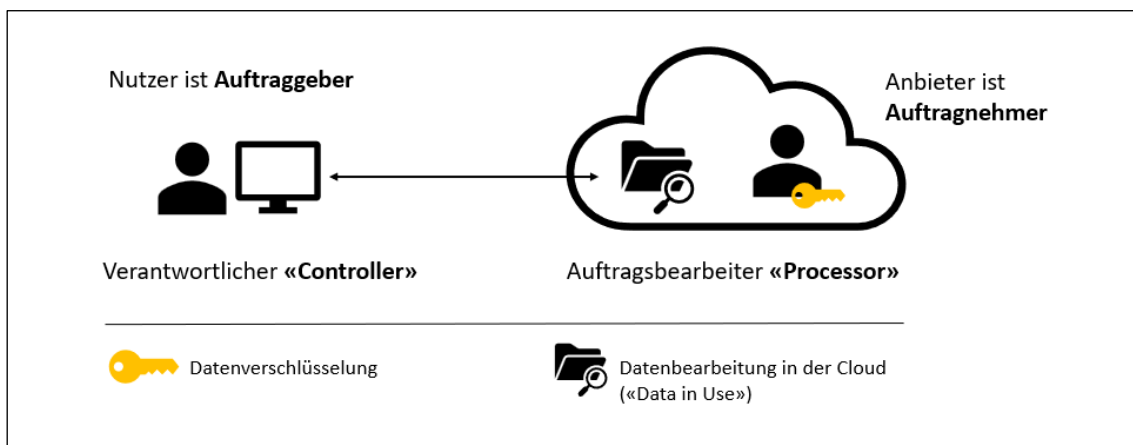 Nutzer ist Auftraggeber
Anbieter ist
Auftragnehmer
Verantwortlicher «Controller»
Auftragsbearbeiter «Processor»
Datenverschlüsselung
Datenbearbeitung in der Cloud
(«Data in Use»)